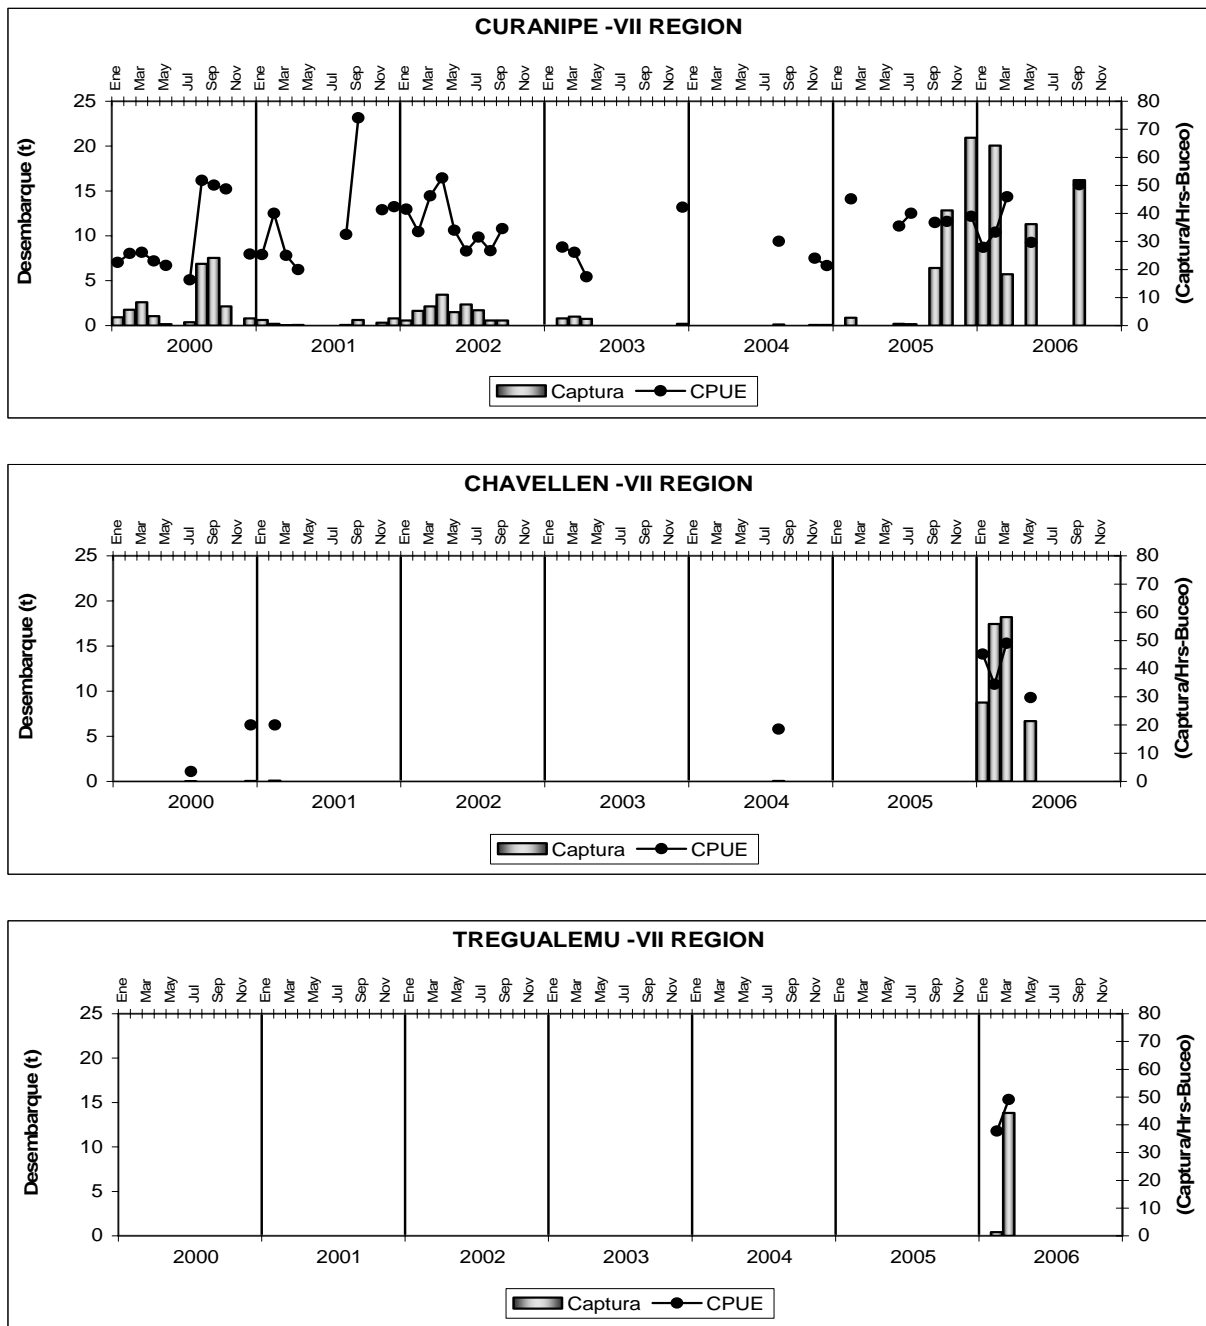 CURANIPE -VII REGION
Ene Mar May Jul Sep Nov Ene Mar May Jul Sep Nov Ene Mar May Jul Sep Nov Ene Mar May Jul Sep Nov Ene Mar May Jul Sep Nov Ene Mar May Jul Sep Nov Ene Mar May Jul Sep Nov
Desembarque (t)
25
20
15
10
5
0
80
70
60
50
40
30
20
10
0
(Captura/Hrs-Buceo)
2000 2001 2002 2003 2004 2005 2006
Captura CPUE
CHAVELLEN -VII REGION
Ene Mar May Jul Sep Nov Ene Mar May Jul Sep Nov Ene Mar May Jul Sep Nov Ene Mar May Jul Sep Nov Ene Mar May Jul Sep Nov Ene Mar May Jul Sep Nov Ene Mar May Jul Sep Nov
Desembarque (t)
25
20
15
10
5
0
80
70
60
50
40
30
20
10
0
(Captura/Hrs-Buceo)
2000 2001 2002 2003 2004 2005 2006
Captura CPUE
TREGUALEMU -VII REGION
Ene Mar May Jul Sep Nov Ene Mar May Jul Sep Nov Ene Mar May Jul Sep Nov Ene Mar May Jul Sep Nov Ene Mar May Jul Sep Nov Ene Mar May Jul Sep Nov Ene Mar May Jul Sep Nov
Desembarque (t)
25
20
15
10
5
0
80
70
60
50
40
30
20
10
0
(Captura/Hrs-Buceo)
2000 2001 2002 2003 2004 2005 2006
Captura CPUE